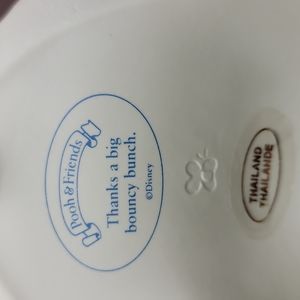 Pooh & Friends
Thanks a big
bouncy bunch.
©Disney
THAILAND
THAILANDE